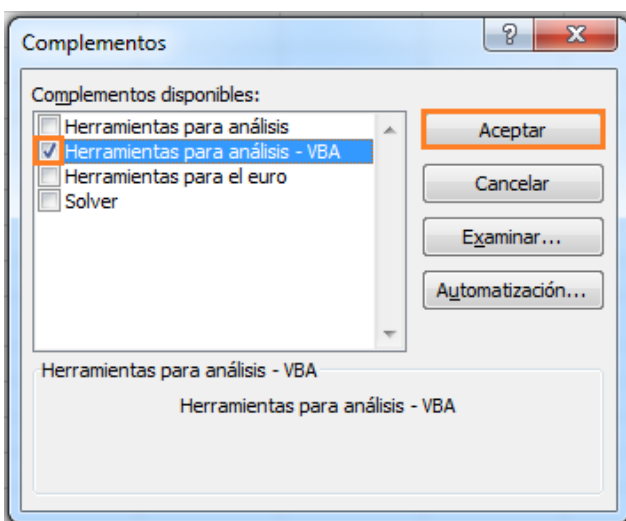 Complementos
Complementos disponibles:
Herramientas para análisis
Herramientas para análisis - VBA
Herramientas para el euro
Solver
Aceptar
Cancelar
Examinar...
Automatización...
Herramientas para análisis - VBA
Herramientas para análisis - VBA